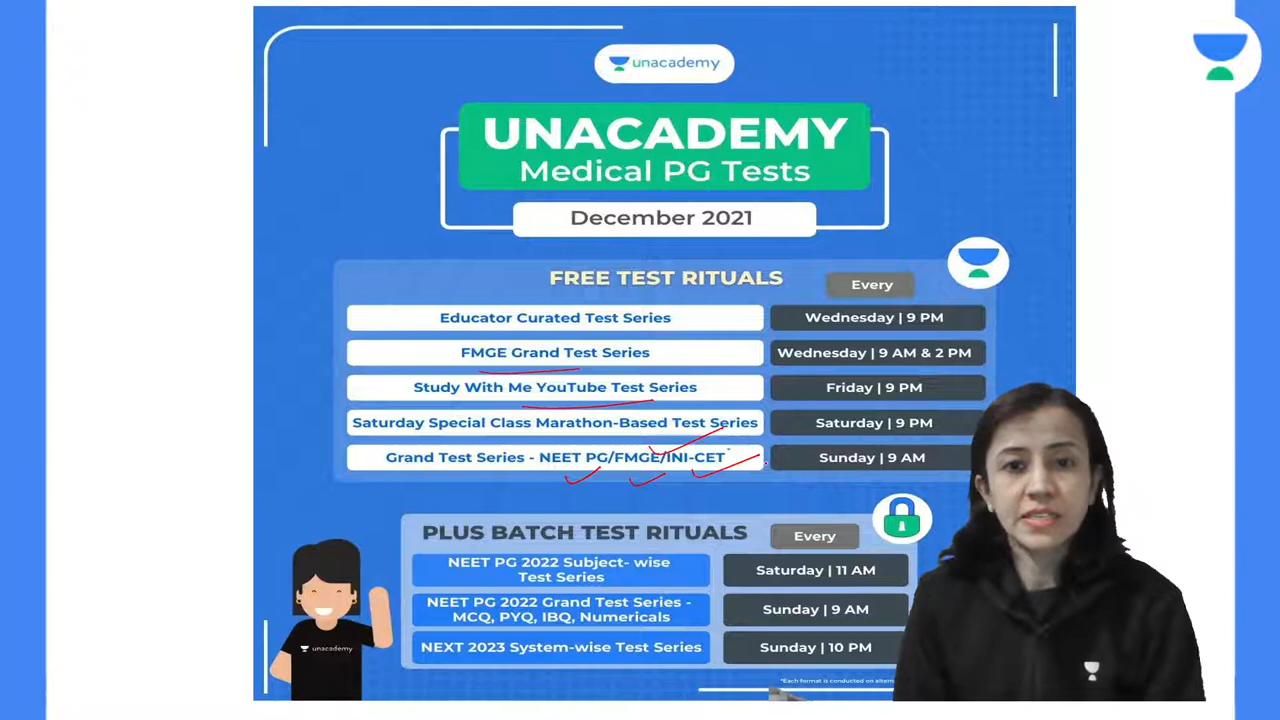 unacademy
UNACADEMY
Medical PG Tests
December 2021
FREE TEST RITUALS
Every
Educator Curated Test Series
Wednesday | 9 PM
FMGE Grand Test Series
Wednesday | 9 AM & 2 PM
Study With Me YouTube Test Series
Friday | 9 PM
Saturday Special Class Marathon-Based Test Series
Saturday | 9 PM
Grand Test Series - NEET PG/FMGE/INI-CET
Sunday | 9 AM
PLUS BATCH TEST RITUALS
Every
NEET PG 2022 Subject- wise
Test Series
Saturday | 11 AM
NEET PG 2022 Grand Test Series -
MCQ, PYQ, IBQ, Numericals
Sunday | 9 AM
NEXT 2023 System-wise Test Series
Sunday | 10 PM
unacademy
*Each format is conducted on